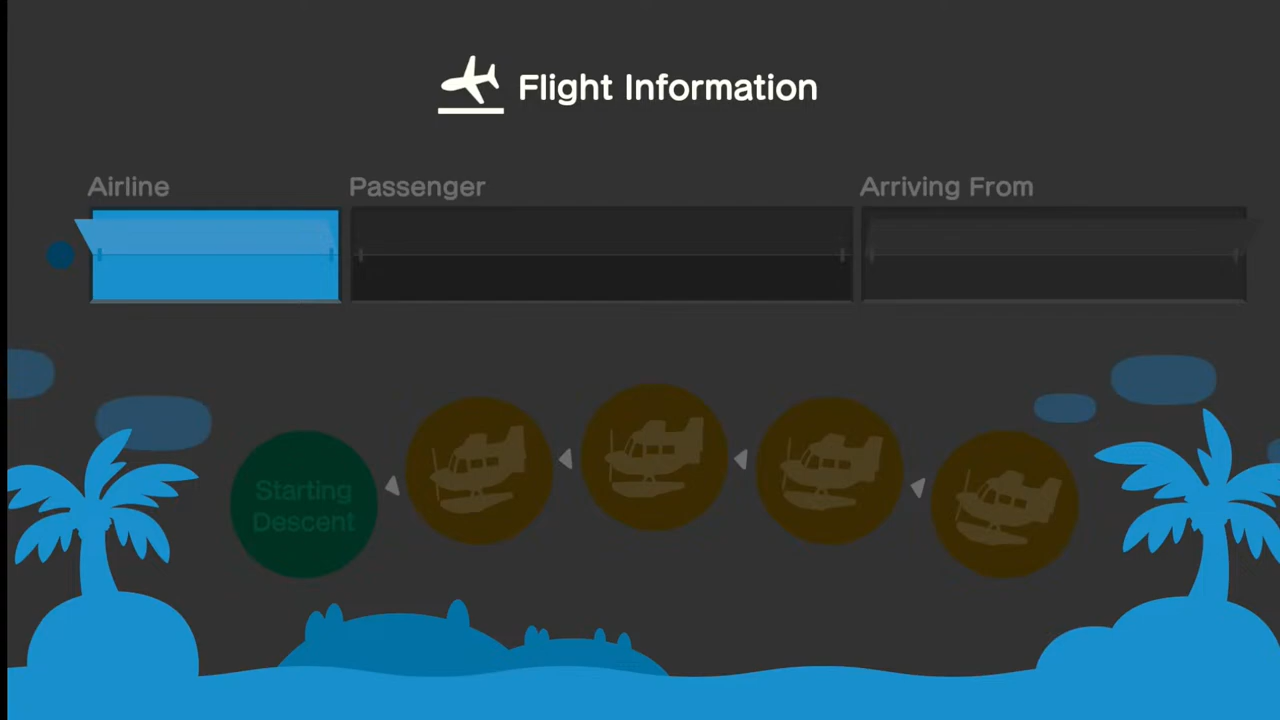 Flight Information
Airline
Passenger
Arriving From
Starting
Descent